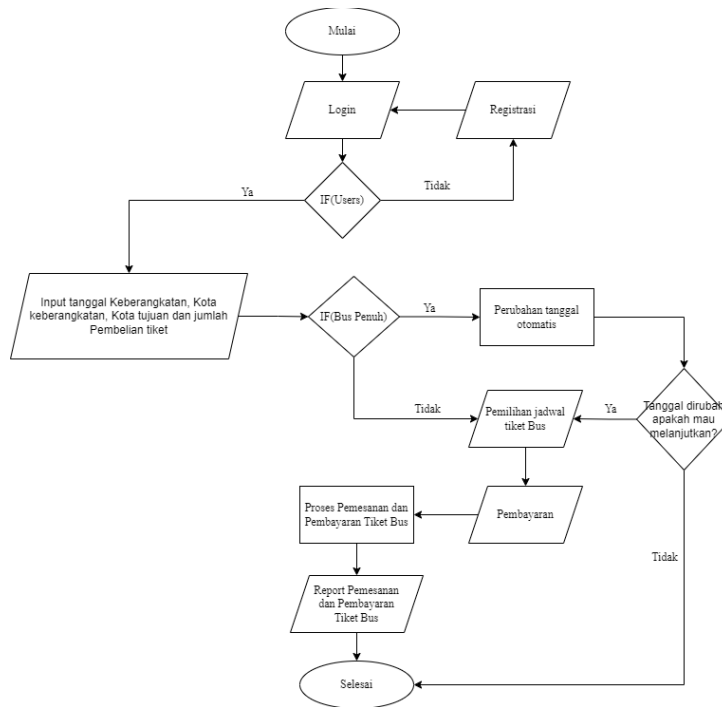 Mulai
Login
Registrasi
IF(Users)
Ya
Tidak
Input tanggal Keberangkatan, Kota
keberangkatan, Kota tujuan dan jumlah
Pembelian tiket
IF(Bus Penuh)
Ya
Perubahan tanggal
otomatis
Tidak
Pemilihan jadwal
tiket Bus
Ya
Tanggal dirubah
apakah mau
melanjutkan?
Proses Pemesanan dan
Pembayaran Tiket Bus
Pembayaran
Tidak
Report Pemesanan
dan Pembayaran
Tiket Bus
Selesai